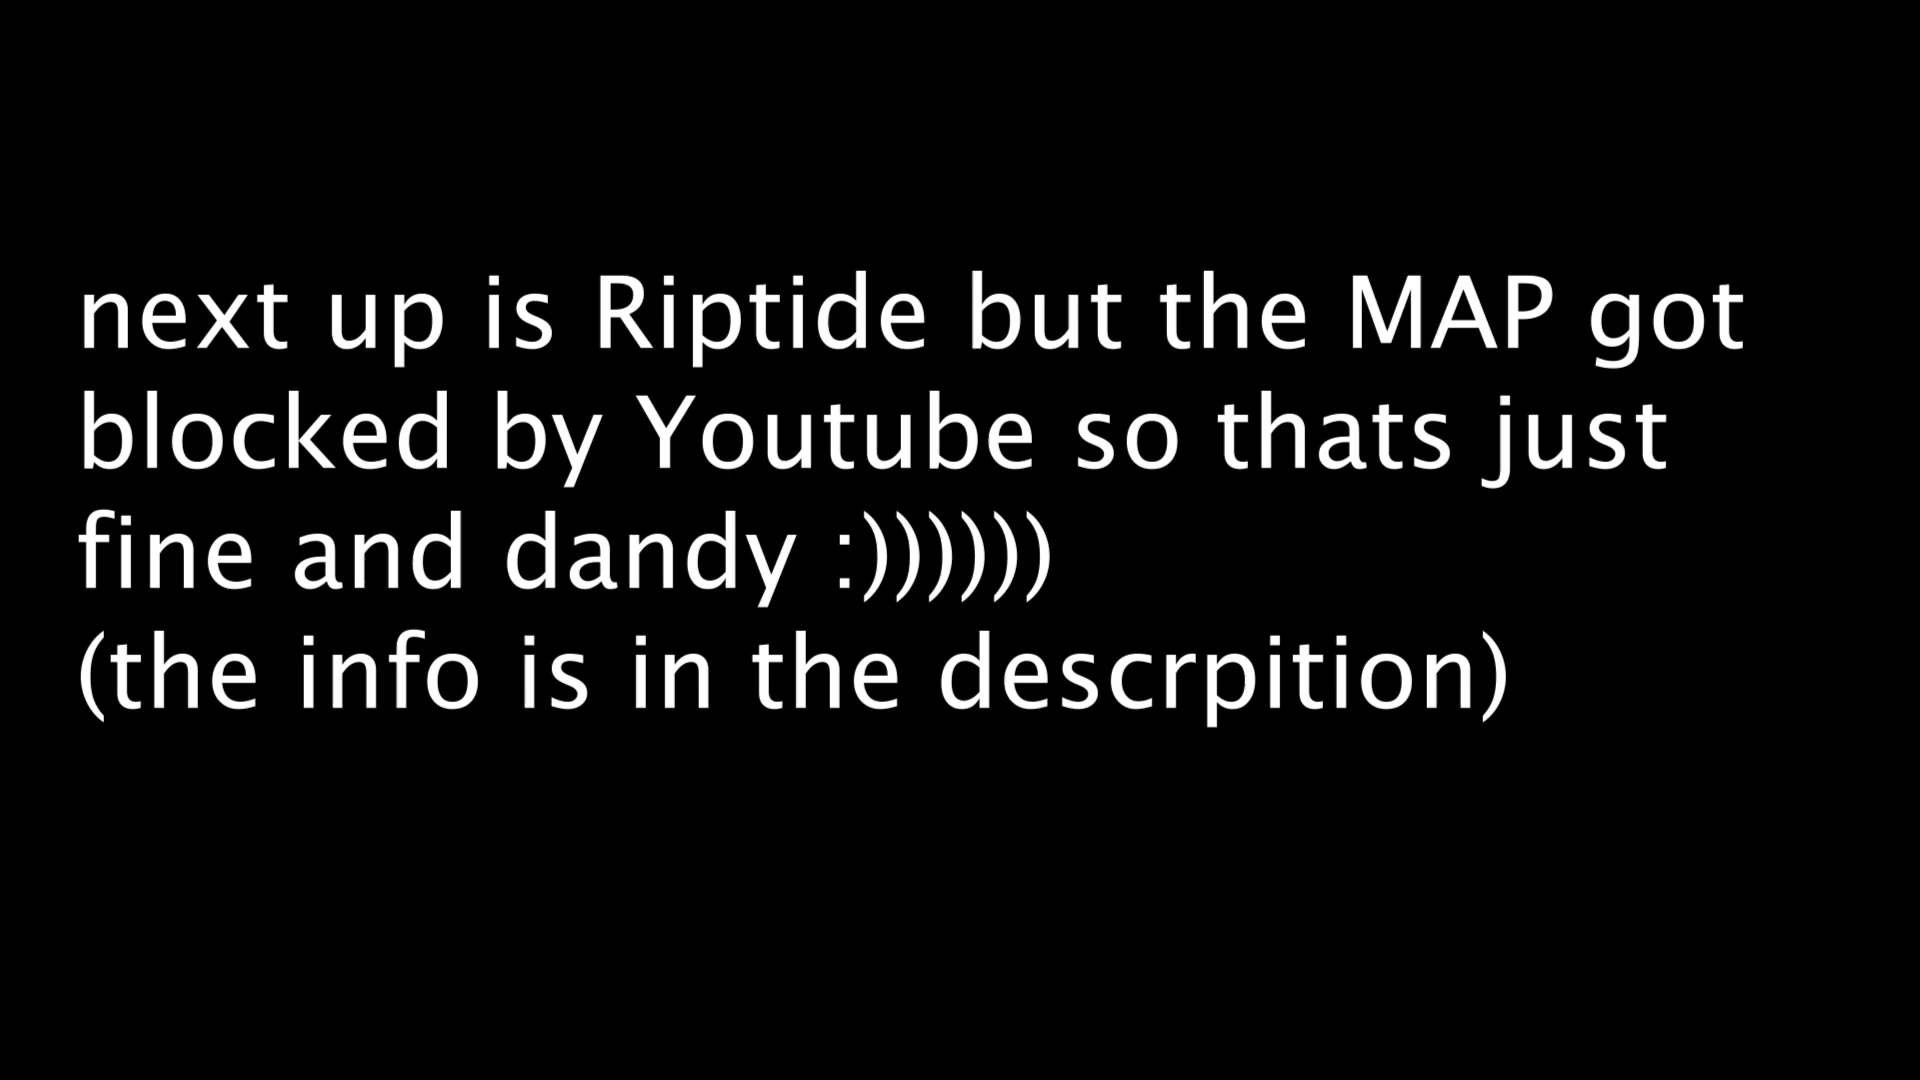 next up is Riptide but the MAP got
blocked by Youtube so thats just
fine and dandy :))))))
(the info is in the descrpition)